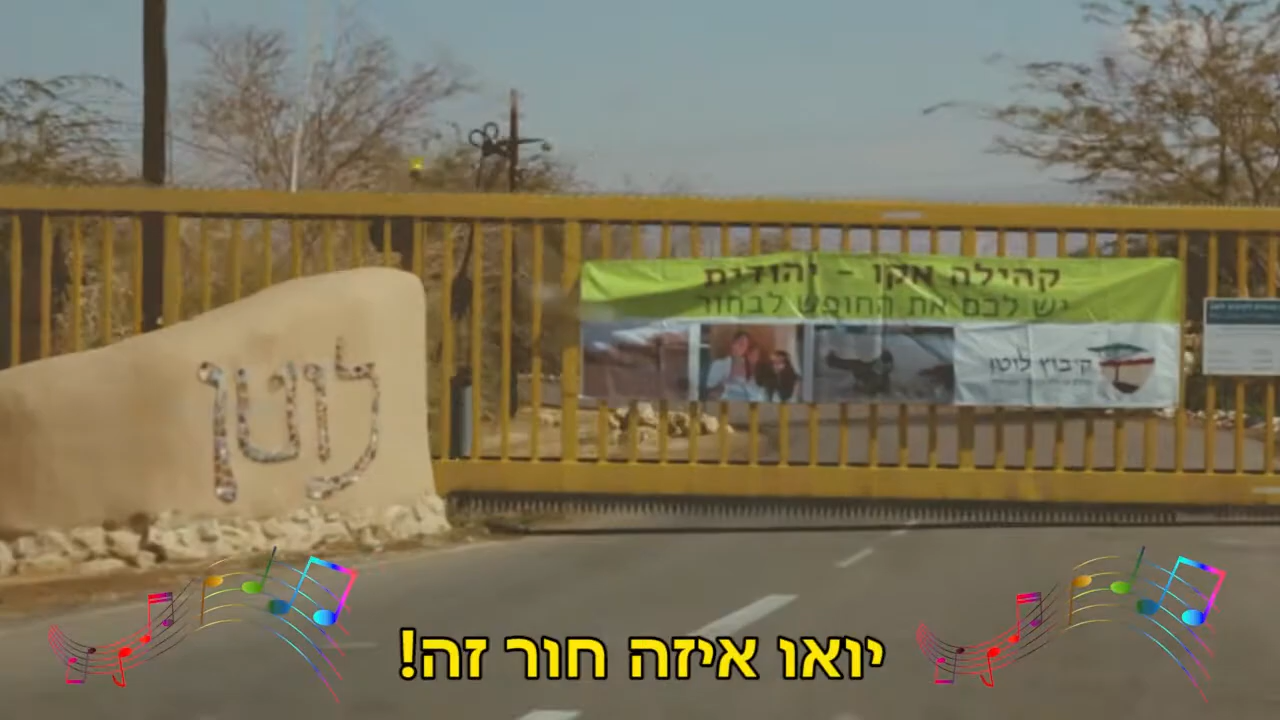 קהילה אקו - יהודית
יש לכם את החופש לבחור
קיבוץ לוטן
לוטן
יואו איזה חור זה!